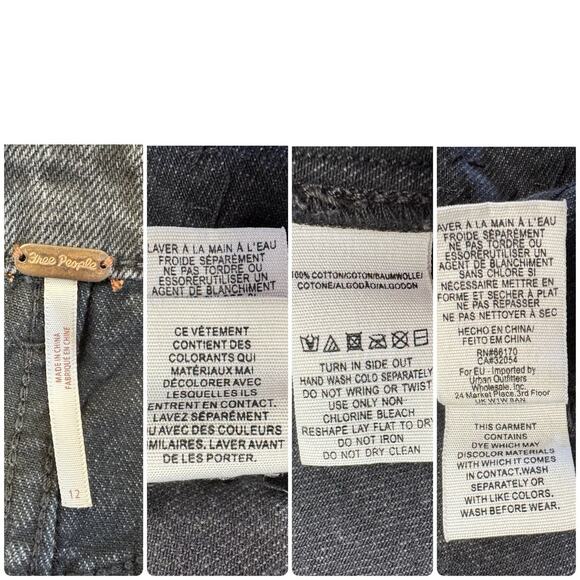 Free People
MADE IN CHINA
FABRIQUE EN CHINE
12
LAVER À LA MAIN À L'EAU
FROIDE SÉPARÉMENT
NE PAS TORDRE OU
ESSORERUTILISER UN
AGENT DE BLANCHIMENT
CE VÊTEMENT
CONTIENT DES
COLORANTS QUI
MATÉRIAUX MAI
DÉCOLORER AVEC
LESQUELS ILS
ENTRENT EN CONTACT.
LAVEZ SÉPARÉMENT
OU AVEC DES COULEURS
SIMILAIRES. LAVER AVANT
DE LES PORTER.
100% COTTON/COTON/BAUMWOLLE/
COTONE/ALGODÃO/ALGODON
TURN IN SIDE OUT
HAND WASH COLD SEPARATELY
DO NOT WRING OR TWIST
USE ONLY NON-
CHLORINE BLEACH
RESHAPE LAY FLAT TO DRY
DO NOT IRON
DO NOT DRY CLEAN
LAVER À LA MAIN À L'EAU
FROIDE SÉPARÉMENT
NE PAS TORDRE OU
ESSORERUTILISER UN
AGENT DE BLANCHIMENT
SANS CHLORE SI
NÉCESSAIRE METTRE EN
FORME ET SÉCHER À PLAT
NE PAS REPASSER
NE PAS NETTOYER À SEC
HECHO EN CHINA/
FEITO EM CHINA
RN#66170
CA#32054
For EU - Imported by
Urban Outfitters
Wholesale, Inc.
24 Market Place, 3rd Floor
UK W1W 8AN
THIS GARMENT
CONTAINS
DYE WHICH MAY
DISCOLOR MATERIALS
WITH WHICH IT COMES
IN CONTACT.WASH
SEPARATELY OR
WITH LIKE COLORS.
WASH BEFORE WEAR.